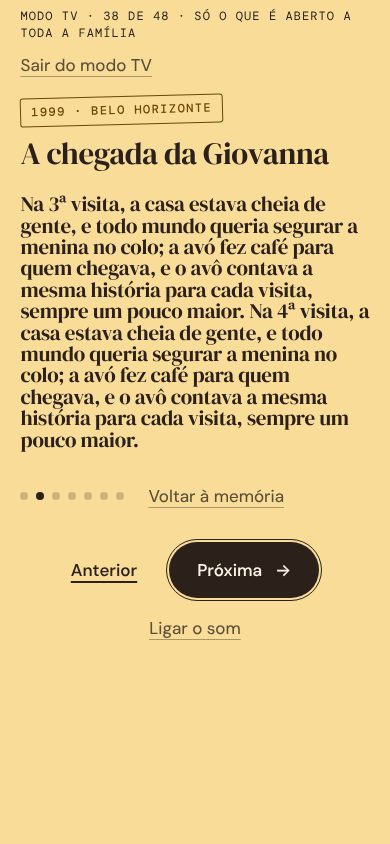 MODO TV · 38 DE 48 · SÓ O QUE É ABERTO A
TODA A FAMÍLIA
Sair do modo TV
1999 · BELO HORIZONTE
A chegada da Giovanna
Na 3ª visita, a casa estava cheia de
gente, e todo mundo queria segurar a
menina no colo; a avó fez café para
quem chegava, e o avô contava a
mesma história para cada visita,
sempre um pouco maior. Na 4ª visita, a
casa estava cheia de gente, e todo
mundo queria segurar a menina no
colo; a avó fez café para quem
chegava, e o avô contava a mesma
história para cada visita, sempre um
pouco maior.
Voltar à memória
Anterior
Próxima →
Ligar o som